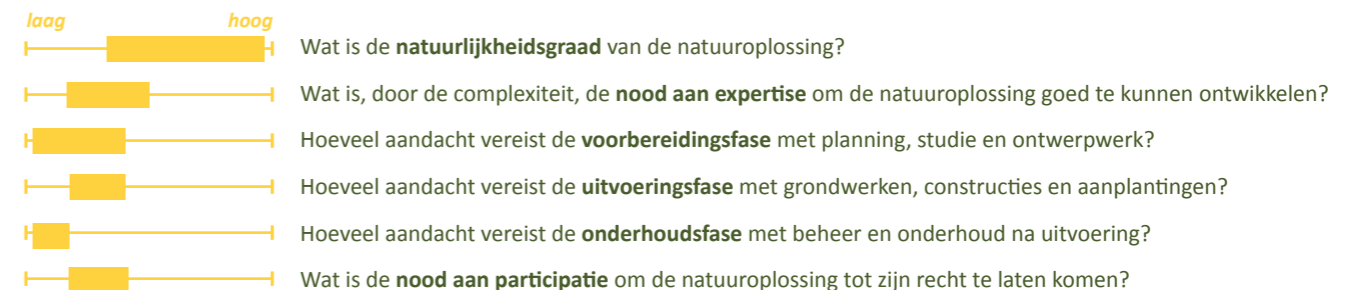 laag hoog
Wat is de natuurlijkheidsgraad van de natuuroplossing?
Wat is, door de complexiteit, de nood aan expertise om de natuuroplossing goed te kunnen ontwikkelen?
Hoeveel aandacht vereist de voorbereidingsfase met planning, studie en ontwerpwerk?
Hoeveel aandacht vereist de uitvoeringsfase met grondwerken, constructies en aanplantingen?
Hoeveel aandacht vereist de onderhoudsfase met beheer en onderhoud na uitvoering?
Wat is de nood aan participatie om de natuuroplossing tot zijn recht te laten komen?